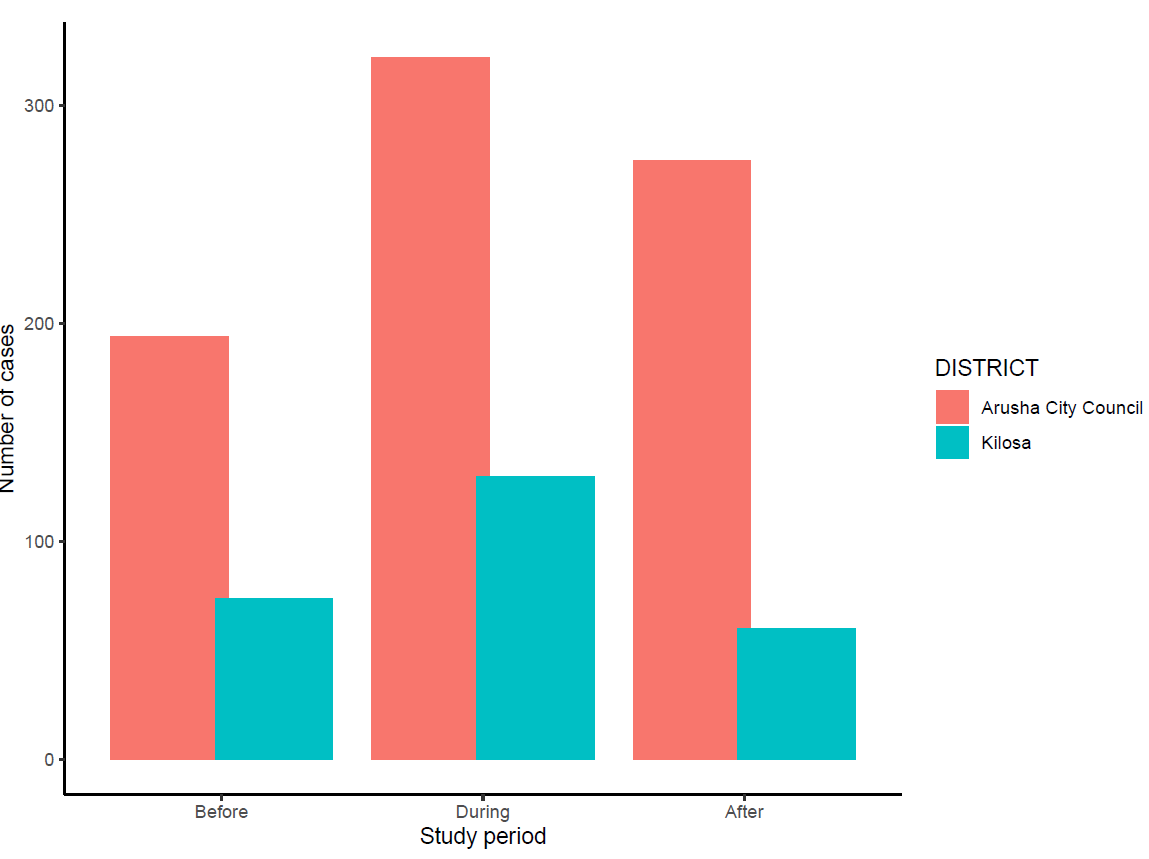 Number of cases
300
200
100
0
Before During After
Study period
DISTRICT
Arusha City Council
Kilosa